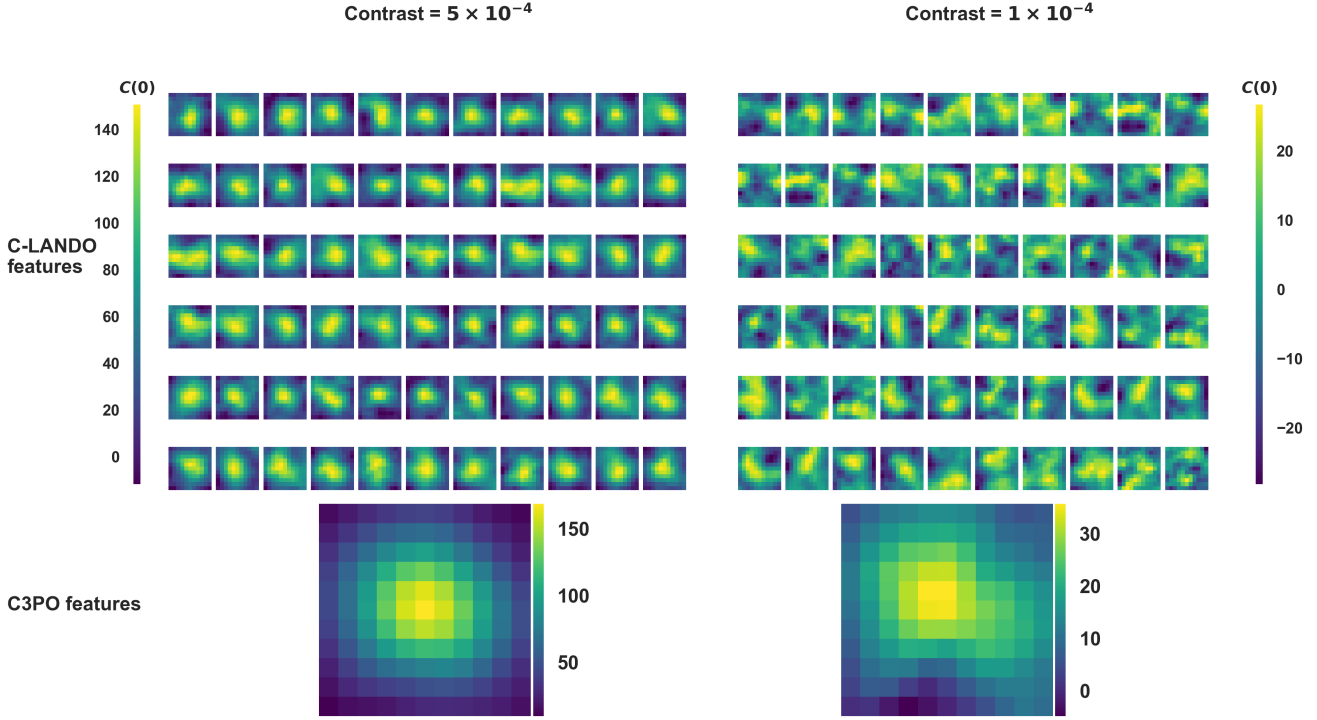 Contrast = 5 × 10⁻⁴
Contrast = 1 × 10⁻⁴
C(0)
C(0)
140
120
100
80
60
40
20
0
20
10
0
−10
−20
C-LANDO
features
C3PO features
150
100
50
30
20
10
0